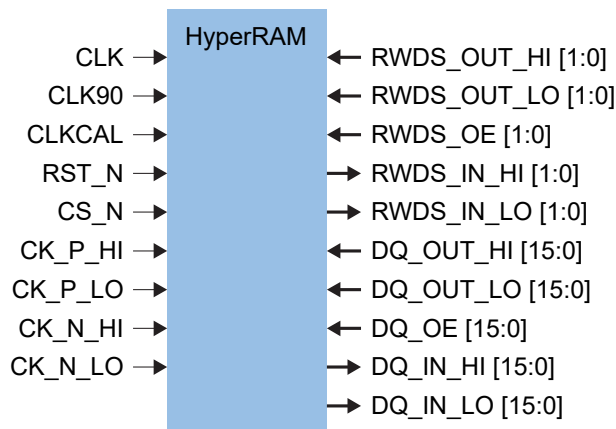 HyperRAM
CLK
CLK90
CLKCAL
RST_N
CS_N
CK_P_HI
CK_P_LO
CK_N_HI
CK_N_LO
RWDS_OUT_HI [1:0]
RWDS_OUT_LO [1:0]
RWDS_OE [1:0]
RWDS_IN_HI [1:0]
RWDS_IN_LO [1:0]
DQ_OUT_HI [15:0]
DQ_OUT_LO [15:0]
DQ_OE [15:0]
DQ_IN_HI [15:0]
DQ_IN_LO [15:0]